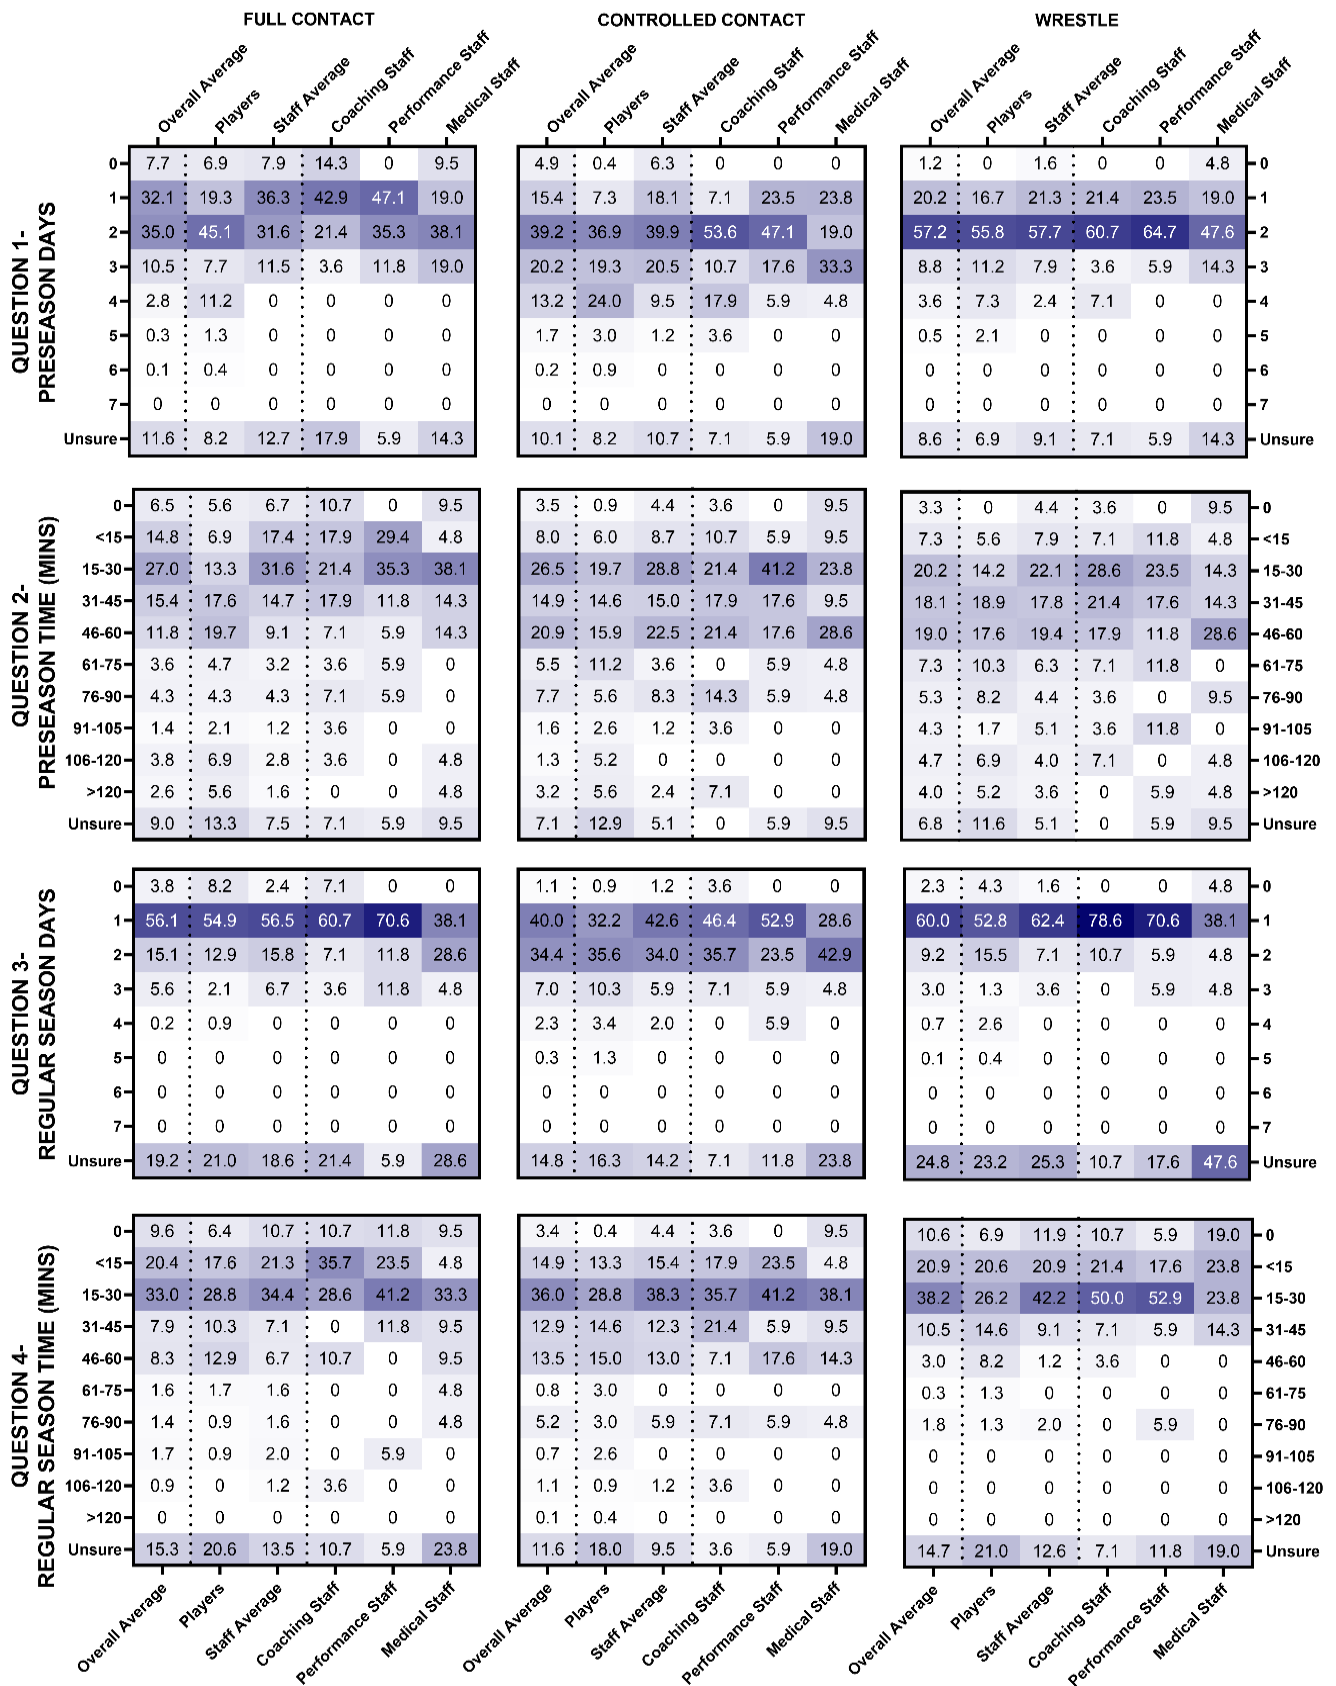 FULL CONTACT CONTROLLED CONTACT WRESTLE
Overall Average Players Staff Average Coaching Staff Performance Staff Medical Staff Overall Average Players Staff Average Coaching Staff Performance Staff Medical Staff Overall Average Players Staff Average Coaching Staff Performance Staff Medical Staff
QUESTION 1-
PRESEASON DAYS
0 7.7 6.9 7.9 14.3 0 9.5 4.9 0.4 6.3 0 0 0 1.2 0 1.6 0 0 4.8 0
1 32.1 19.3 36.3 42.9 47.1 19.0 15.4 7.3 18.1 7.1 23.5 23.8 20.2 16.7 21.3 21.4 23.5 19.0 1
2 35.0 45.1 31.6 21.4 35.3 38.1 39.2 36.9 39.9 53.6 47.1 19.0 57.2 55.8 57.7 60.7 64.7 47.6 2
3 10.5 7.7 11.5 3.6 11.8 19.0 20.2 19.3 20.5 10.7 17.6 33.3 8.8 11.2 7.9 3.6 5.9 14.3 3
4 2.8 11.2 0 0 0 0 13.2 24.0 9.5 17.9 5.9 4.8 3.6 7.3 2.4 7.1 0 0 4
5 0.3 1.3 0 0 0 0 1.7 3.0 1.2 3.6 0 0 0.5 2.1 0 0 0 0 5
6 0.1 0.4 0 0 0 0 0.2 0.9 0 0 0 0 0 0 0 0 0 0 6
7 0 0 0 0 0 0 0 0 0 0 0 0 0 0 0 0 0 0 7
Unsure 11.6 8.2 12.7 17.9 5.9 14.3 10.1 8.2 10.7 7.1 5.9 19.0 8.6 6.9 9.1 7.1 5.9 14.3 Unsure
QUESTION 2-
PRESEASON TIME (MINS)
0 6.5 5.6 6.7 10.7 0 9.5 3.5 0.9 4.4 3.6 0 9.5 3.3 0 4.4 3.6 0 9.5 0
<15 14.8 6.9 17.4 17.9 29.4 4.8 8.0 6.0 8.7 10.7 5.9 9.5 7.3 5.6 7.9 7.1 11.8 4.8 <15
15-30 27.0 13.3 31.6 21.4 35.3 38.1 26.5 19.7 28.8 21.4 41.2 23.8 20.2 14.2 22.1 28.6 23.5 14.3 15-30
31-45 15.4 17.6 14.7 17.9 11.8 14.3 14.9 14.6 15.0 17.9 17.6 9.5 18.1 18.9 17.8 21.4 17.6 14.3 31-45
46-60 11.8 19.7 9.1 7.1 5.9 14.3 20.9 15.9 22.5 21.4 17.6 28.6 19.0 17.6 19.4 17.9 11.8 28.6 46-60
61-75 3.6 4.7 3.2 3.6 5.9 0 5.5 11.2 3.6 0 5.9 4.8 7.3 10.3 6.3 7.1 11.8 0 61-75
76-90 4.3 4.3 4.3 7.1 5.9 0 7.7 5.6 8.3 14.3 5.9 4.8 5.3 8.2 4.4 3.6 0 9.5 76-90
91-105 1.4 2.1 1.2 3.6 0 0 1.6 2.6 1.2 3.6 0 0 4.3 1.7 5.1 3.6 11.8 0 91-105
106-120 3.8 6.9 2.8 3.6 0 4.8 1.3 5.2 0 0 0 0 4.7 6.9 4.0 7.1 0 4.8 106-120
>120 2.6 5.6 1.6 0 0 4.8 3.2 5.6 2.4 7.1 0 0 4.0 5.2 3.6 0 5.9 4.8 >120
Unsure 9.0 13.3 7.5 7.1 5.9 9.5 7.1 12.9 5.1 0 5.9 9.5 6.8 11.6 5.1 0 5.9 9.5 Unsure
QUESTION 3-
REGULAR SEASON DAYS
0 3.8 8.2 2.4 7.1 0 0 1.1 0.9 1.2 3.6 0 0 2.3 4.3 1.6 0 0 4.8 0
1 56.1 54.9 56.5 60.7 70.6 38.1 40.0 32.2 42.6 46.4 52.9 28.6 60.0 52.8 62.4 78.6 70.6 38.1 1
2 15.1 12.9 15.8 7.1 11.8 28.6 34.4 35.6 34.0 35.7 23.5 42.9 9.2 15.5 7.1 10.7 5.9 4.8 2
3 5.6 2.1 6.7 3.6 11.8 4.8 7.0 10.3 5.9 7.1 5.9 4.8 3.0 1.3 3.6 0 5.9 4.8 3
4 0.2 0.9 0 0 0 0 2.3 3.4 2.0 0 5.9 0 0.7 2.6 0 0 0 0 4
5 0 0 0 0 0 0 0.3 1.3 0 0 0 0 0.1 0.4 0 0 0 0 5
6 0 0 0 0 0 0 0 0 0 0 0 0 0 0 0 0 0 0 6
7 0 0 0 0 0 0 0 0 0 0 0 0 0 0 0 0 0 0 7
Unsure 19.2 21.0 18.6 21.4 5.9 28.6 14.8 16.3 14.2 7.1 11.8 23.8 24.8 23.2 25.3 10.7 17.6 47.6 Unsure
QUESTION 4-
REGULAR SEASON TIME (MINS)
0 9.6 6.4 10.7 10.7 11.8 9.5 3.4 0.4 4.4 3.6 0 9.5 10.6 6.9 11.9 10.7 5.9 19.0 0
<15 20.4 17.6 21.3 35.7 23.5 4.8 14.9 13.3 15.4 17.9 23.5 4.8 20.9 20.6 20.9 21.4 17.6 23.8 <15
15-30 33.0 28.8 34.4 28.6 41.2 33.3 36.0 28.8 38.3 35.7 41.2 38.1 38.2 26.2 42.2 50.0 52.9 23.8 15-30
31-45 7.9 10.3 7.1 0 11.8 9.5 12.9 14.6 12.3 21.4 5.9 9.5 10.5 14.6 9.1 7.1 5.9 14.3 31-45
46-60 8.3 12.9 6.7 10.7 0 9.5 13.5 15.0 13.0 7.1 17.6 14.3 3.0 8.2 1.2 3.6 0 0 46-60
61-75 1.6 1.7 1.6 0 0 4.8 0.8 3.0 0 0 0 0 0.3 1.3 0 0 0 0 61-75
76-90 1.4 0.9 1.6 0 0 4.8 5.2 3.0 5.9 7.1 5.9 4.8 1.8 1.3 2.0 0 5.9 0 76-90
91-105 1.7 0.9 2.0 0 5.9 0 0.7 2.6 0 0 0 0 0 0 0 0 0 0 91-105
106-120 0.9 0 1.2 3.6 0 0 1.1 0.9 1.2 3.6 0 0 0 0 0 0 0 0 106-120
>120 0 0 0 0 0 0 0.1 0.4 0 0 0 0 0 0 0 0 0 0 >120
Unsure 15.3 20.6 13.5 10.7 5.9 23.8 11.6 18.0 9.5 3.6 5.9 19.0 14.7 21.0 12.6 7.1 11.8 19.0 Unsure
Overall Average Players Staff Average Coaching Staff Performance Staff Medical Staff Overall Average Players Staff Average Coaching Staff Performance Staff Medical Staff Overall Average Players Staff Average Coaching Staff Performance Staff Medical Staff